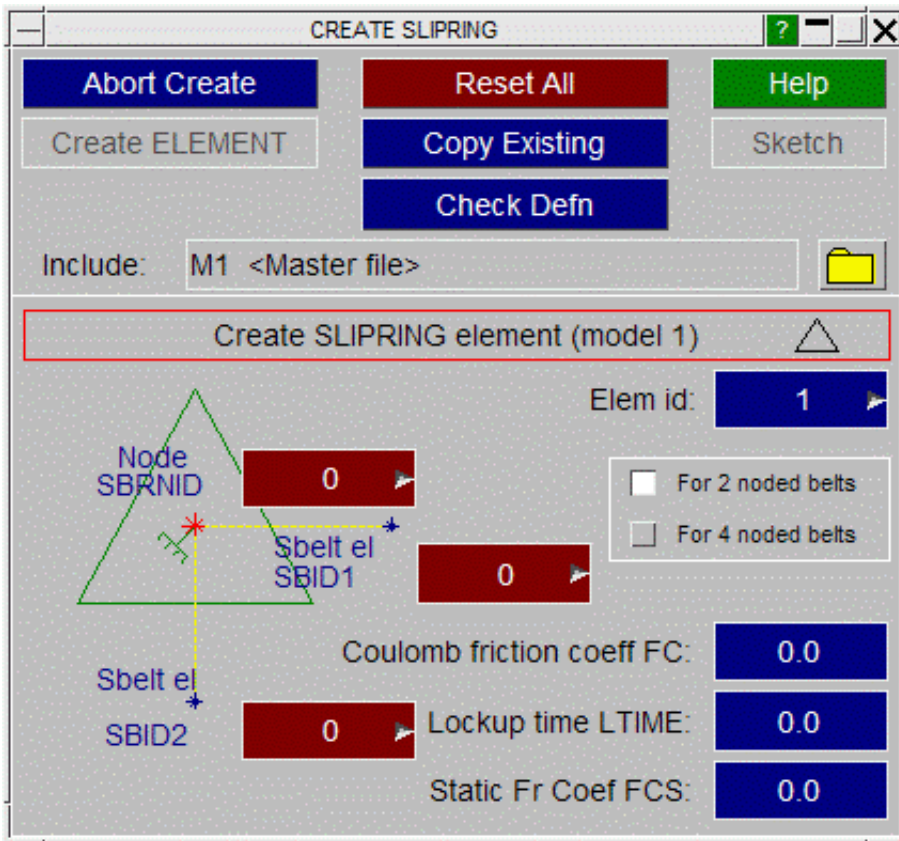 CREATE SLIPRING
?
Abort Create
Reset All
Help
Create ELEMENT
Copy Existing
Sketch
Check Defn
Include:
M1 <Master file>
Create SLIPRING element (model 1)
Elem id:
1
Node
SBRNID
0
For 2 noded belts
For 4 noded belts
Sbelt el
SBID1
0
Coulomb friction coeff FC:
0.0
Sbelt el
SBID2
0
Lockup time LTIME:
0.0
Static Fr Coef FCS:
0.0